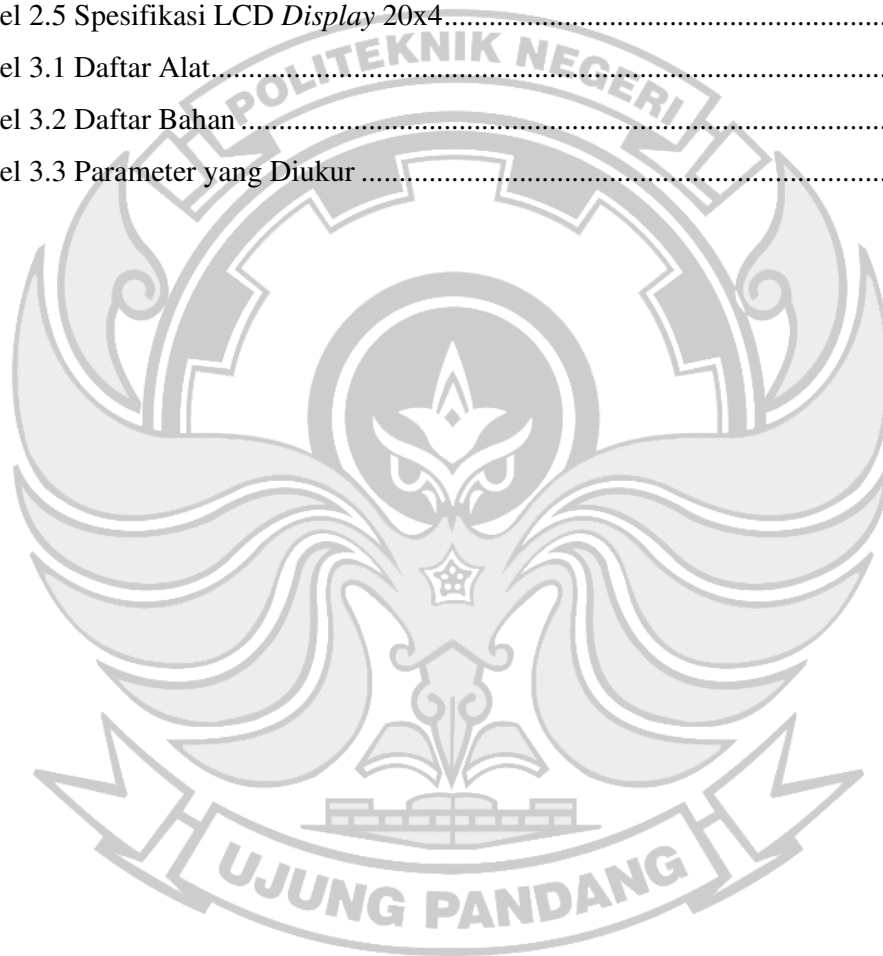 el 2.5 Spesifikasi LCD Display 20x4
el 3.1 Daftar Alat
el 3.2 Daftar Bahan
el 3.3 Parameter yang Diukur
POLITEKNIK NEGERI
UJUNG PANDANG